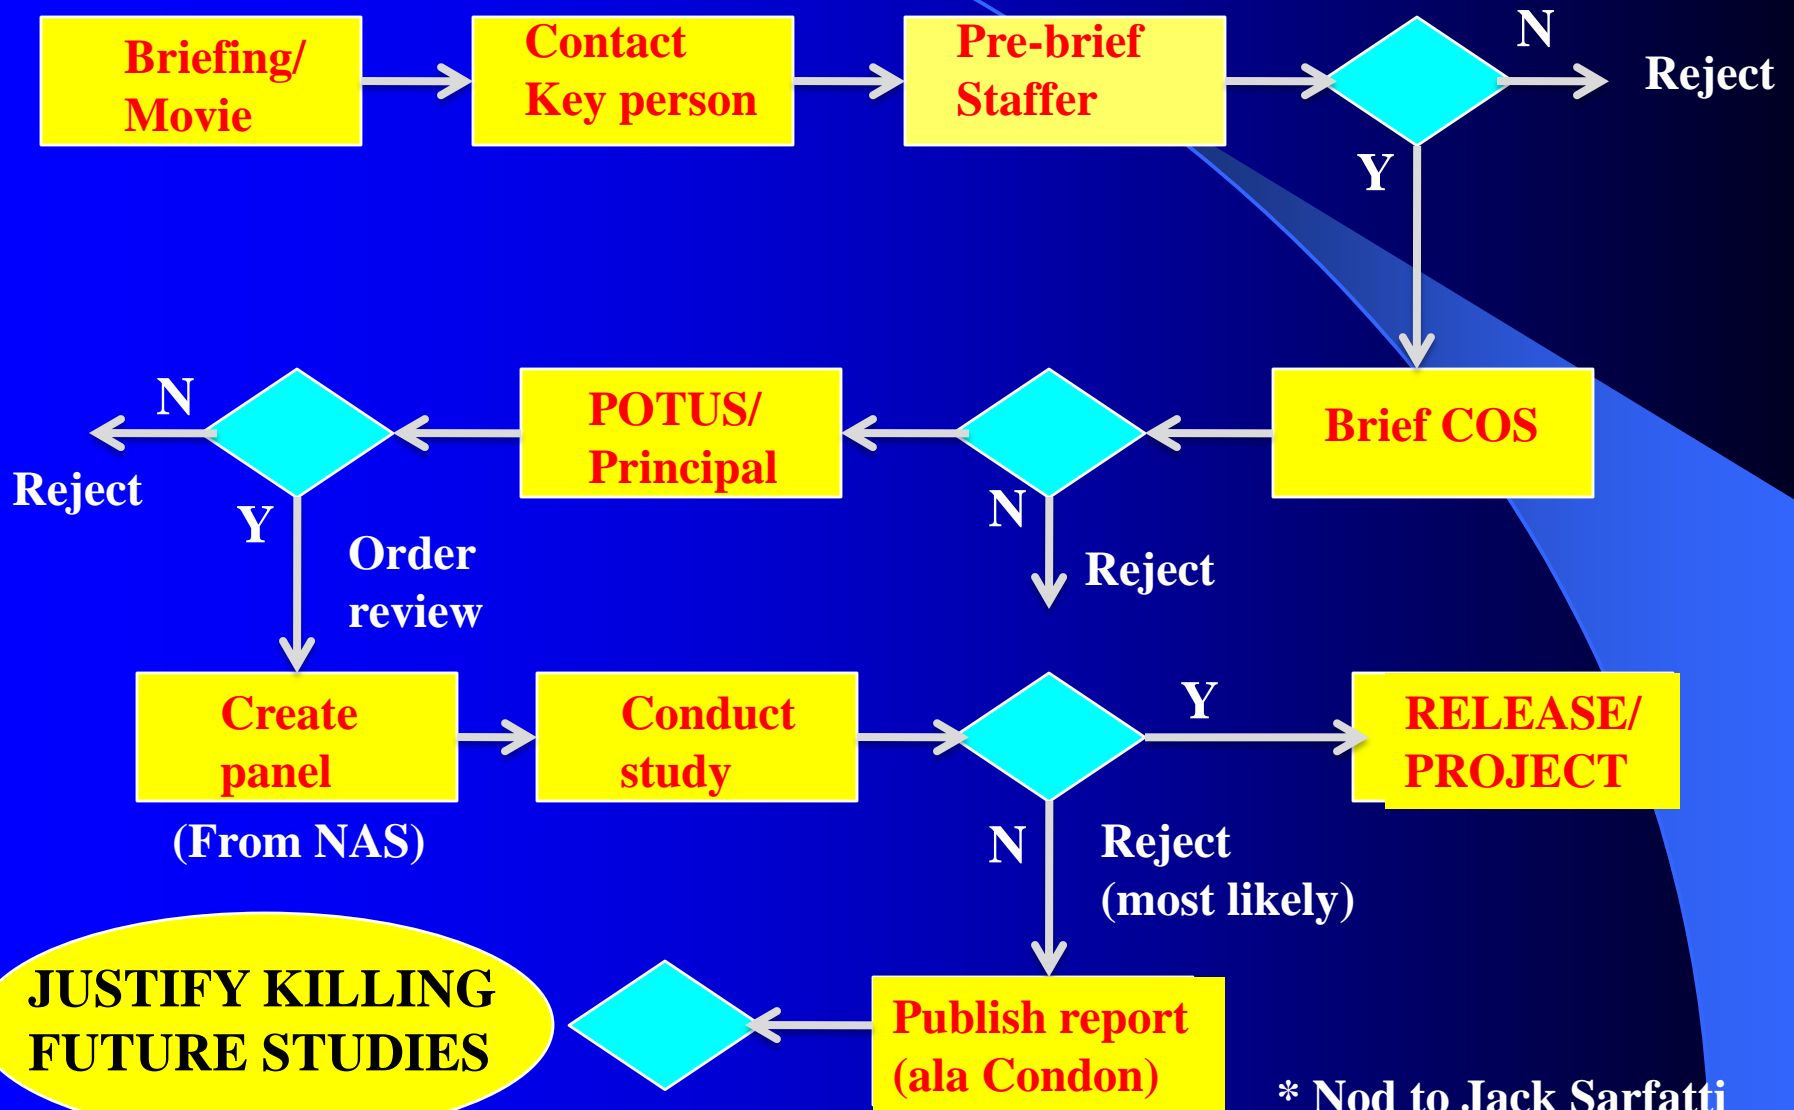 Briefing/
Movie
Contact
Key person
Pre-brief
Staffer
N
Reject
Y
Brief COS
N
Reject
POTUS/
Principal
N
Reject
Y
Order
review
Create
panel
(From NAS)
Conduct
study
Y
RELEASE/
PROJECT
N
Reject
(most likely)
Publish report
(ala Condon)
JUSTIFY KILLING
FUTURE STUDIES
* Nod to Jack Sarfatti